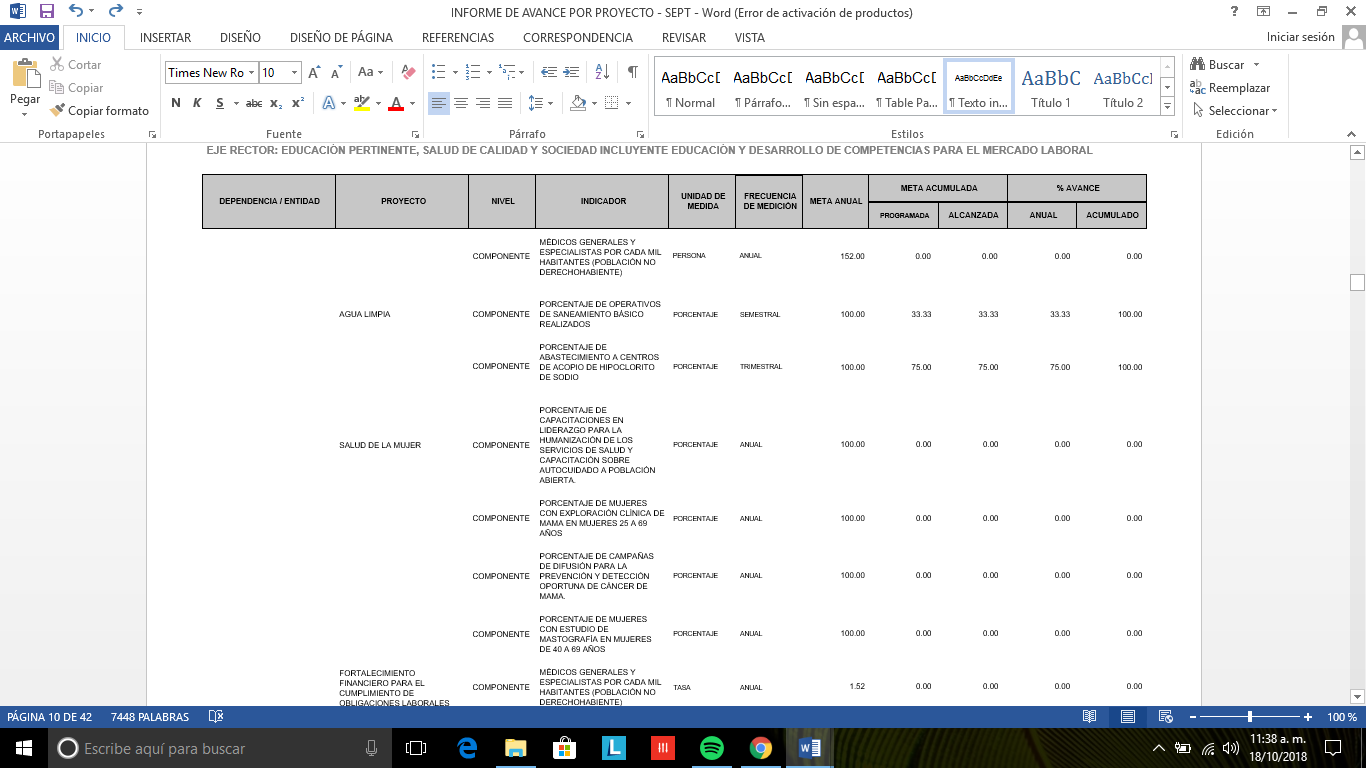 INFORME DE AVANCE POR PROYECTO - SEPT - Word (Error de activación de productos)
ARCHIVO INICIO INSERTAR DISEÑO DISEÑO DE PÁGINA REFERENCIAS CORRESPONDENCIA REVISAR VISTA Iniciar sesión
Pegar
Cortar
Copiar
Copiar formato
Portapapeles
Times New Ro 10
N K S abc x₂ x²
Fuente
Párrafo
AaBbCcD AaBbCcD AaBbCcD AaBbCcD AaBbCcDdEe AaBbC AaBbCcD
¶ Normal ¶ Párrafo... ¶ Sin espa... ¶ Table Pa... ¶ Texto in... Título 1 Título 2
Estilos
Buscar
Reemplazar
Seleccionar
Edición
EJE RECTOR: EDUCACIÓN PERTINENTE, SALUD DE CALIDAD Y SOCIEDAD INCLUYENTE EDUCACIÓN Y DESARROLLO DE COMPETENCIAS PARA EL MERCADO LABORAL
DEPENDENCIA / ENTIDAD PROYECTO NIVEL INDICADOR UNIDAD DE MEDIDA FRECUENCIA DE MEDICIÓN META ANUAL META ACUMULADA % AVANCE
PROGRAMADA ALCANZADA ANUAL ACUMULADO
MÉDICOS GENERALES Y
ESPECIALISTAS POR CADA MIL
COMPONENTE HABITANTES (POBLACIÓN NO PERSONA ANUAL 152.00 0.00 0.00 0.00 0.00
DERECHOHABIENTE)
PORCENTAJE DE OPERATIVOS
AGUA LIMPIA COMPONENTE DE SANEAMIENTO BÁSICO PORCENTAJE SEMESTRAL 100.00 33.33 33.33 33.33 100.00
REALIZADOS
PORCENTAJE DE
ABASTECIMIENTO A CENTROS
COMPONENTE DE ACOPIO DE HIPOCLORITO PORCENTAJE TRIMESTRAL 100.00 75.00 75.00 75.00 100.00
DE SODIO
PORCENTAJE DE
CAPACITACIONES EN
LIDERAZGO PARA LA
SALUD DE LA MUJER COMPONENTE HUMANIZACIÓN DE LOS PORCENTAJE ANUAL 100.00 0.00 0.00 0.00 0.00
SERVICIOS DE SALUD Y
CAPACITACIÓN SOBRE
AUTOCUIDADO A POBLACIÓN
ABIERTA.
PORCENTAJE DE MUJERES
CON EXPLORACIÓN CLÍNICA DE
COMPONENTE MAMA EN MUJERES 25 A 69 PORCENTAJE ANUAL 100.00 0.00 0.00 0.00 0.00
AÑOS
PORCENTAJE DE CAMPAÑAS
DE DIFUSIÓN PARA LA
COMPONENTE PREVENCIÓN Y DETECCIÓN PORCENTAJE ANUAL 100.00 0.00 0.00 0.00 0.00
OPORTUNA DE CÁNCER DE
MAMA.
PORCENTAJE DE MUJERES
CON ESTUDIO DE
COMPONENTE MASTOGRAFÍA EN MUJERES PORCENTAJE ANUAL 100.00 0.00 0.00 0.00 0.00
DE 40 A 69 AÑOS
FORTALECIMIENTO MÉDICOS GENERALES Y
FINANCIERO PARA EL COMPONENTE ESPECIALISTAS POR CADA MIL TASA ANUAL 1.52 0.00 0.00 0.00 0.00
CUMPLIMIENTO DE HABITANTES (POBLACIÓN NO
OBLIGACIONES LABORALES DERECHOHABIENTE)
PÁGINA 10 DE 42 7448 PALABRAS 100 %
Escribe aquí para buscar
11:38 a. m.
18/10/2018